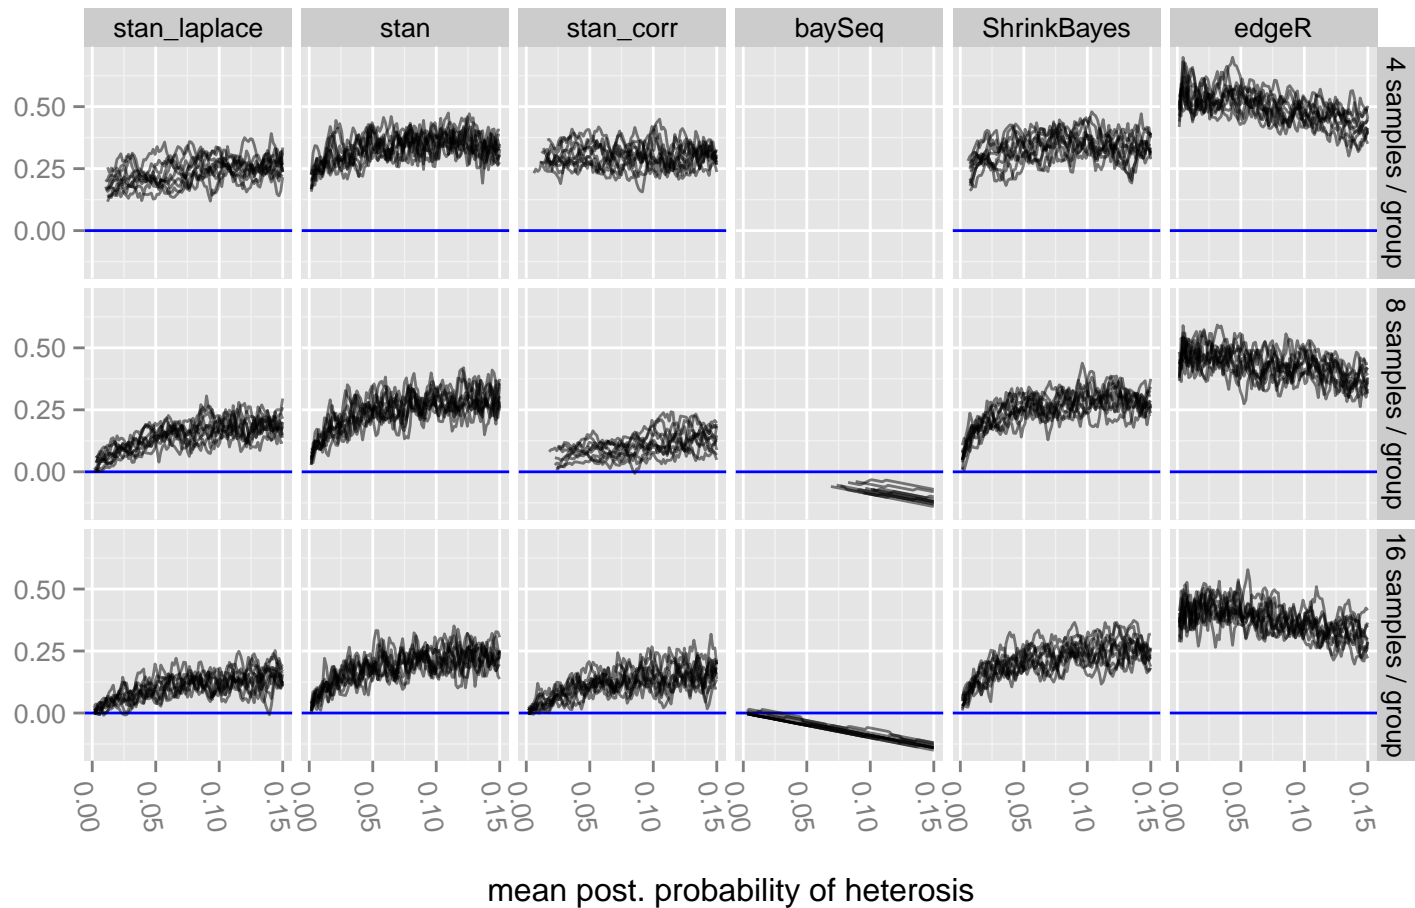 stan_laplace stan stan_corr baySeq ShrinkBayes edgeR
0.50
0.25
0.00
4 samples / group
0.50
0.25
0.00
8 samples / group
0.50
0.25
0.00
16 samples / group
0.00 0.05 0.10 0.15 0.00 0.05 0.10 0.15 0.00 0.05 0.10 0.15 0.00 0.05 0.10 0.15 0.00 0.05 0.10 0.15 0.00 0.05 0.10 0.15
mean post. probability of heterosis